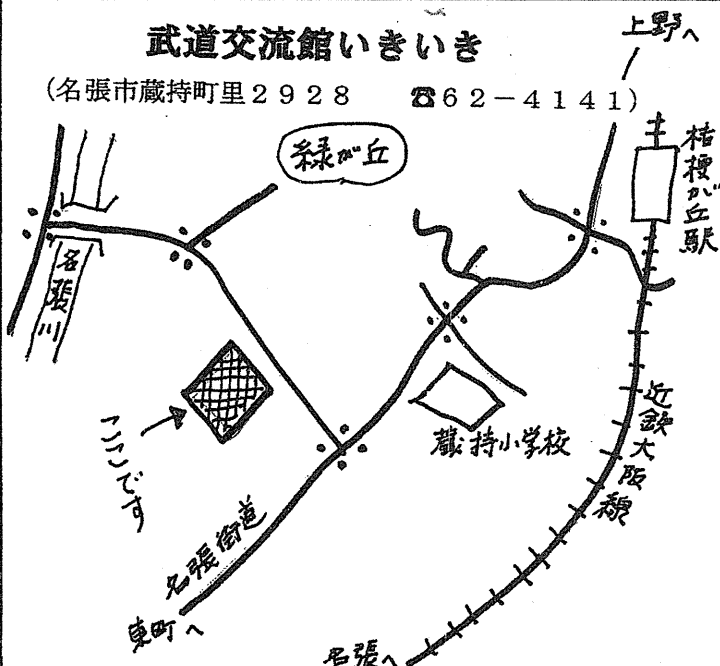 武道交流館いきいき
(名張市蔵持町里2928 ☎62-4141)
上野へ
桔梗が丘駅
緑が丘
名張川
ここです
蔵持小学校
近鉄大阪線
名張街道
東町へ
名張へ